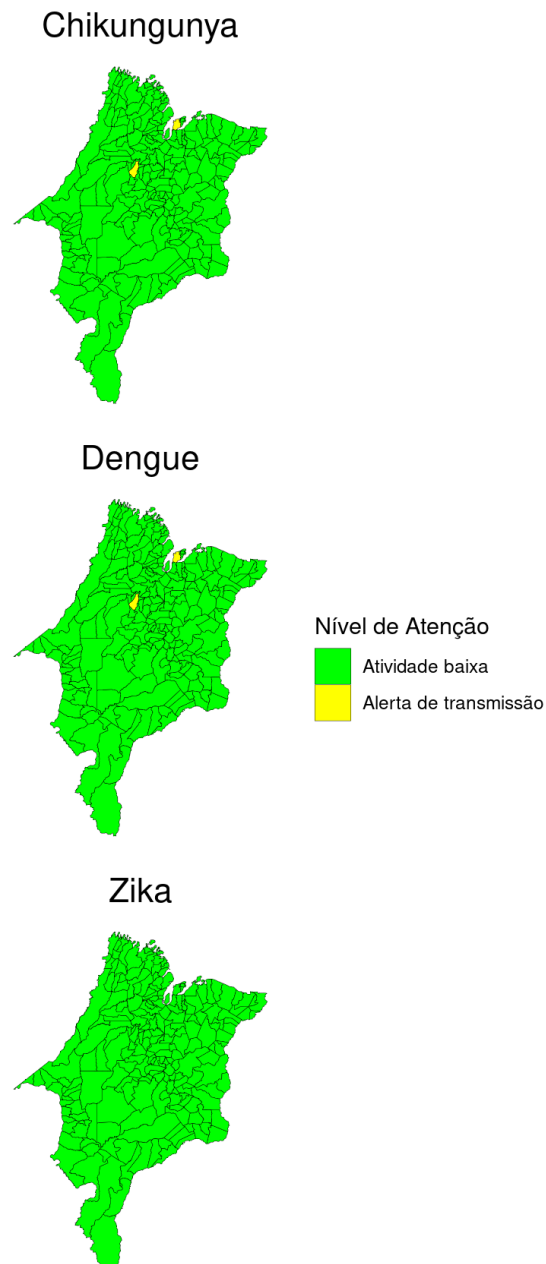 Chikungunya
Dengue
Nível de Atenção
Atividade baixa
Alerta de transmissão
Zika